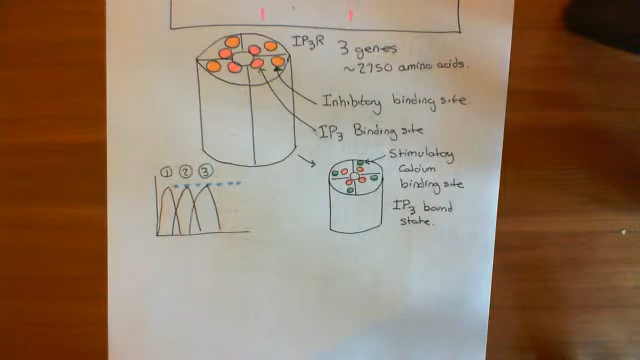 IP3R
3 genes
~2750 amino acids.
Inhibitory binding site.
IP3 Binding site
1 2 3
Stimulatory
Calcium
binding site
IP3 bound
state.